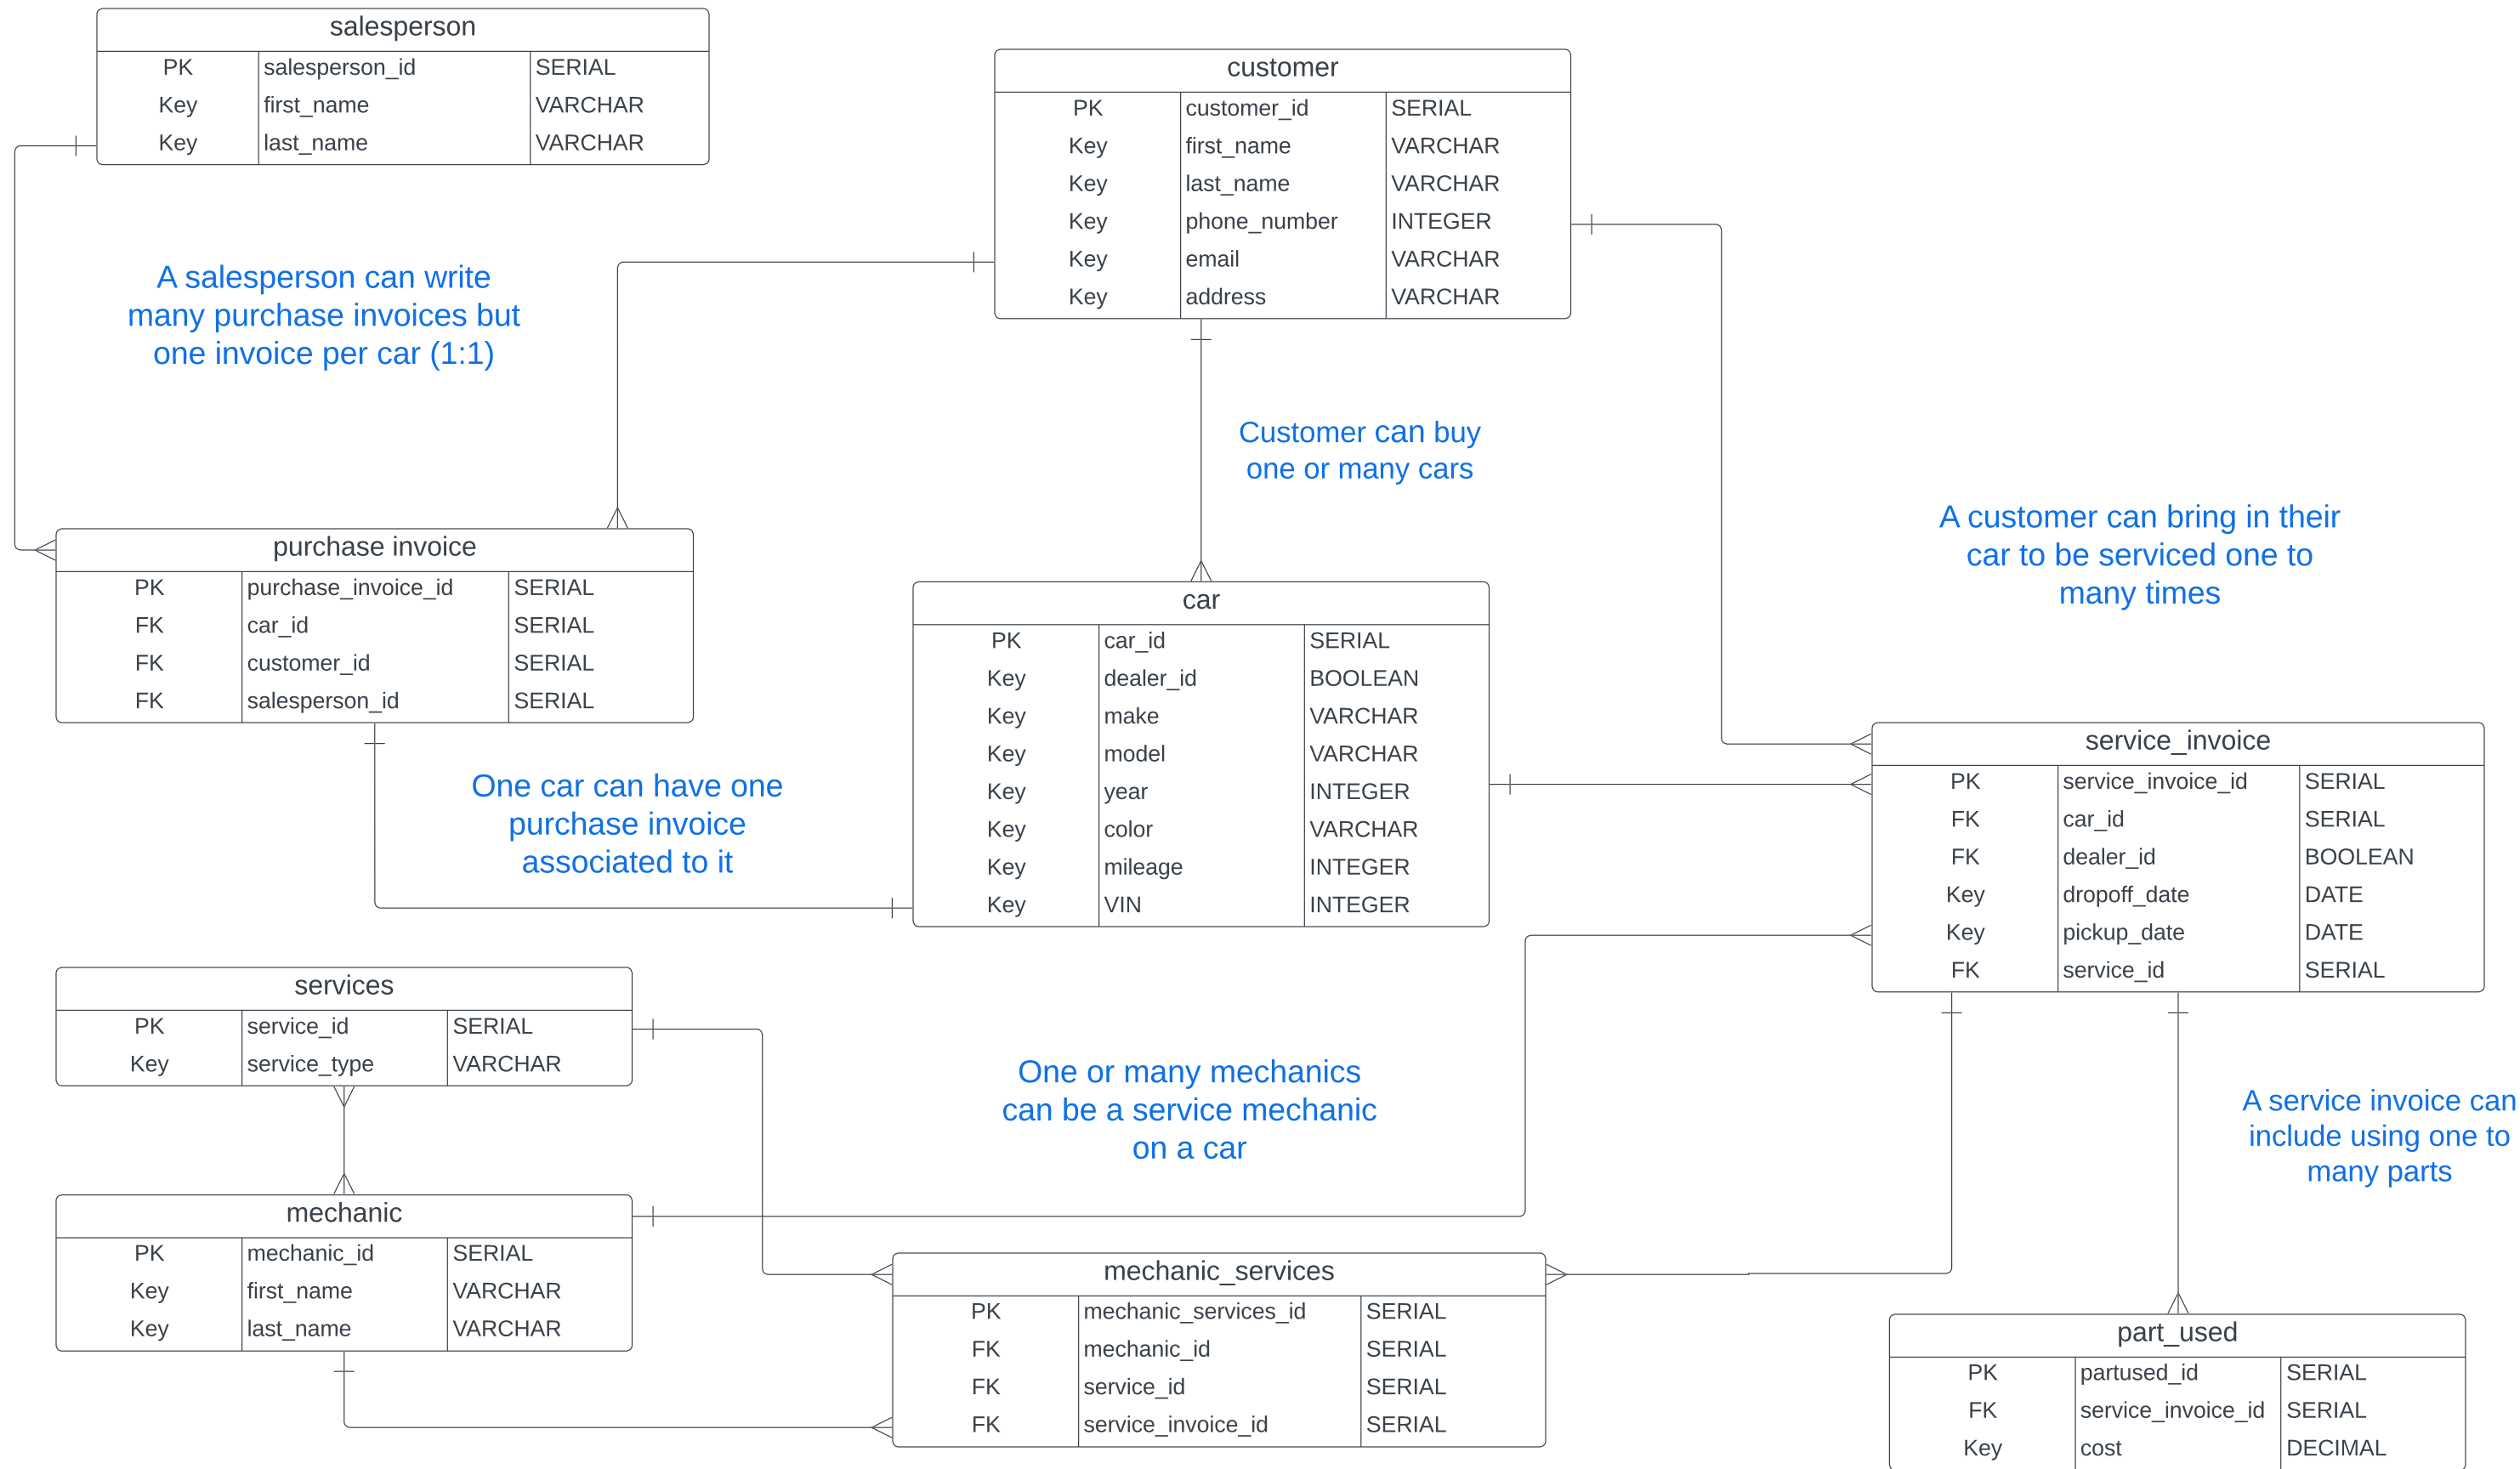 salesperson
PK salesperson_id SERIAL
Key first_name VARCHAR
Key last_name VARCHAR
customer
PK customer_id SERIAL
Key first_name VARCHAR
Key last_name VARCHAR
Key phone_number INTEGER
Key email VARCHAR
Key address VARCHAR
A salesperson can write
many purchase invoices but
one invoice per car (1:1)
Customer can buy
one or many cars
A customer can bring in their
car to be serviced one to
many times
purchase invoice
PK purchase_invoice_id SERIAL
FK car_id SERIAL
FK customer_id SERIAL
FK salesperson_id SERIAL
car
PK car_id SERIAL
Key dealer_id BOOLEAN
Key make VARCHAR
Key model VARCHAR
Key year INTEGER
Key color VARCHAR
Key mileage INTEGER
Key VIN INTEGER
One car can have one
purchase invoice
associated to it
service_invoice
PK service_invoice_id SERIAL
FK car_id SERIAL
FK dealer_id BOOLEAN
Key dropoff_date DATE
Key pickup_date DATE
FK service_id SERIAL
services
PK service_id SERIAL
Key service_type VARCHAR
One or many mechanics
can be a service mechanic
on a car
A service invoice can
include using one to
many parts
mechanic
PK mechanic_id SERIAL
Key first_name VARCHAR
Key last_name VARCHAR
mechanic_services
PK mechanic_services_id SERIAL
FK mechanic_id SERIAL
FK service_id SERIAL
FK service_invoice_id SERIAL
part_used
PK partused_id SERIAL
FK service_invoice_id SERIAL
Key cost DECIMAL